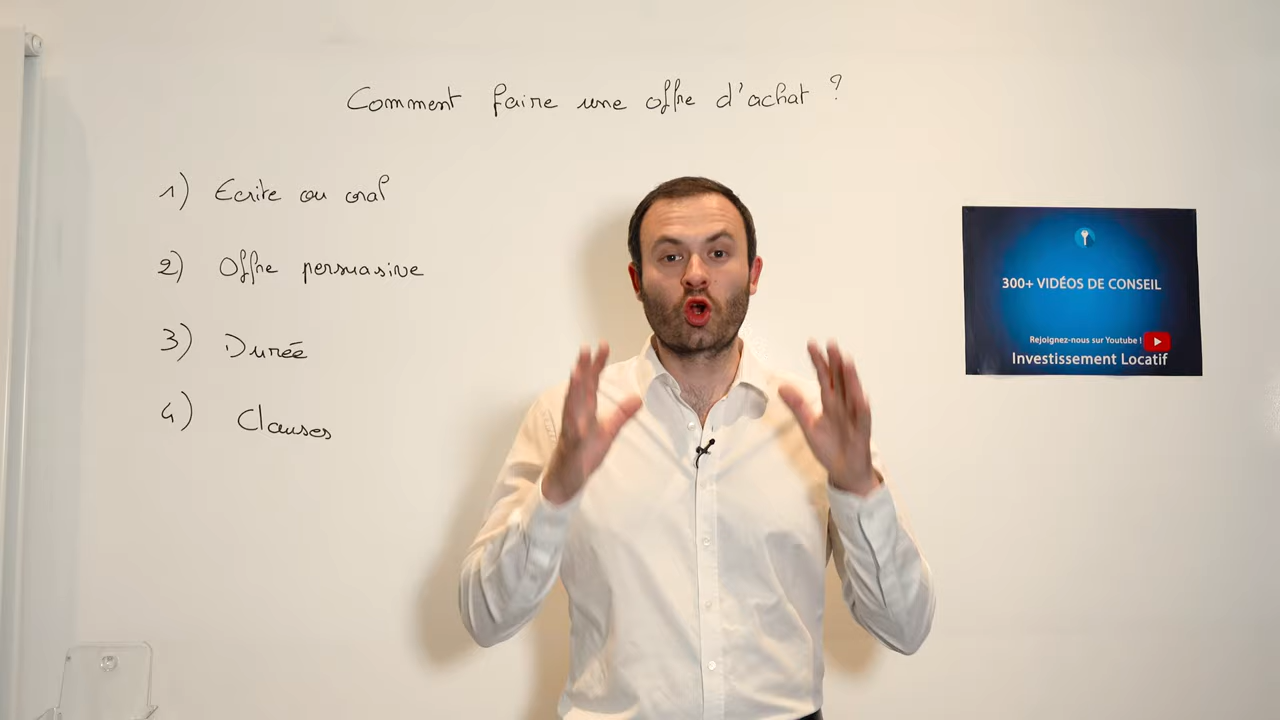 Comment faire une offre d'achat ?
1) Ecrite ou oral
2) Offre persuasive
3) Durée
4) Clauses
300+ VIDÉOS DE CONSEIL
Rejoignez-nous sur Youtube !
Investissement Locatif